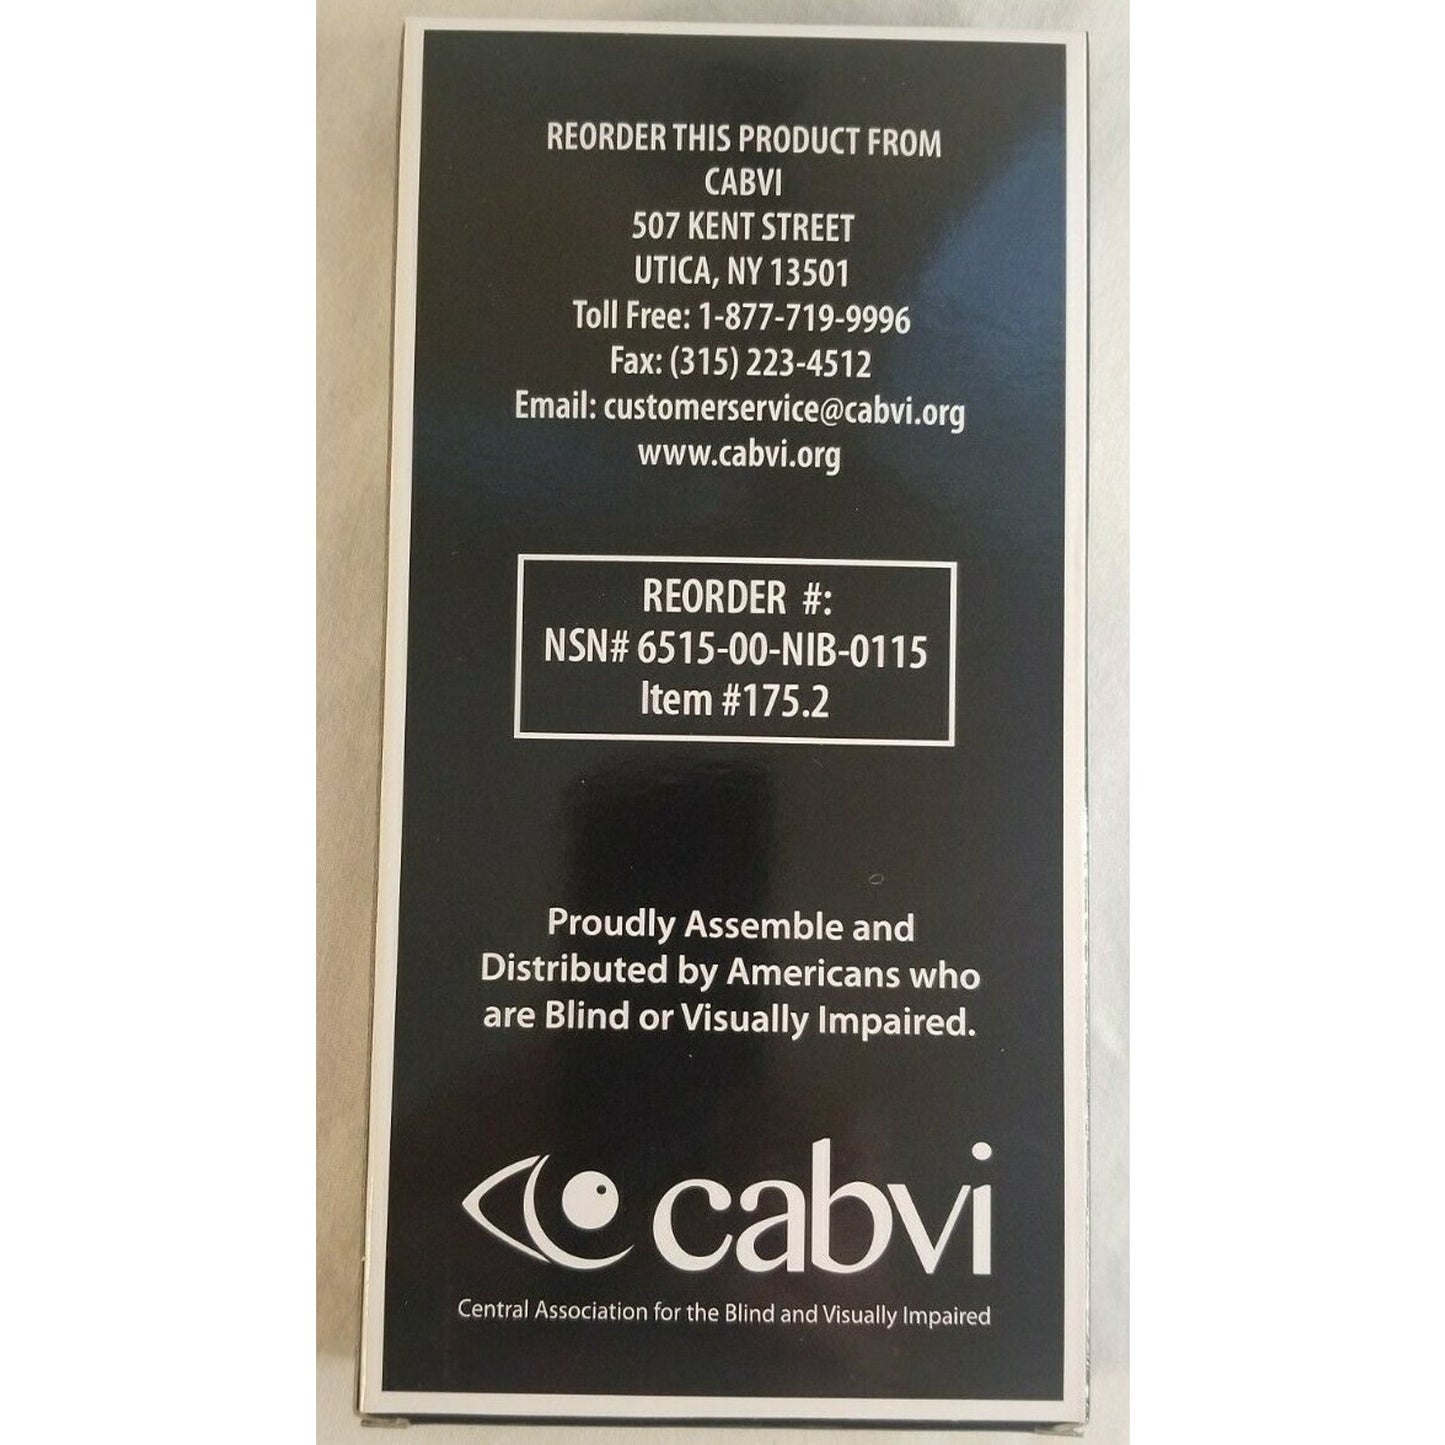 REORDER THIS PRODUCT FROM
CABVI
507 KENT STREET
UTICA, NY 13501
Toll Free: 1-877-719-9996
Fax: (315) 223-4512
Email: customerservice@cabvi.org
www.cabvi.org
REORDER #:
NSN# 6515-00-NIB-0115
Item #175.2
Proudly Assemble and
Distributed by Americans who
are Blind or Visually Impaired.
cabvi
Central Association for the Blind and Visually Impaired